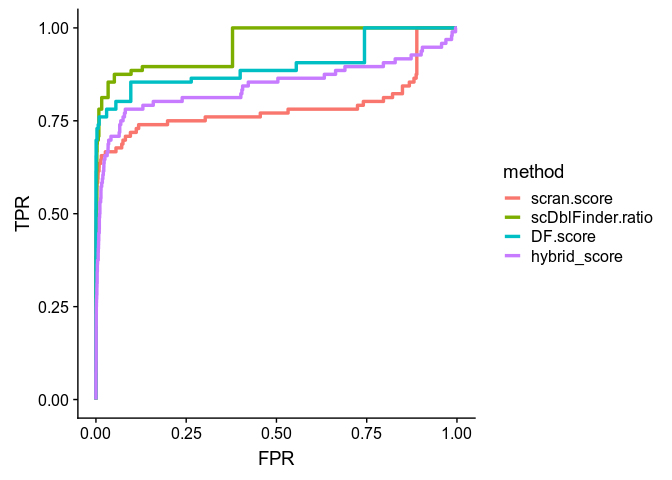 1.00
0.75
0.50
0.25
0.00
TPR
0.00 0.25 0.50 0.75 1.00
FPR
method
scran.score
scDblFinder.ratio
DF.score
hybrid_score